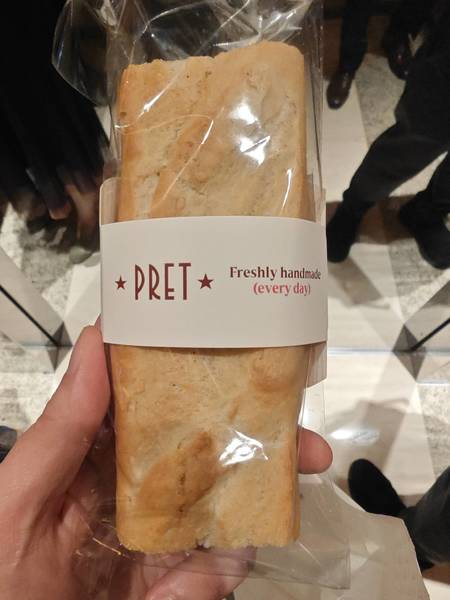 ★ PRET ★
Freshly handmade
(every day)